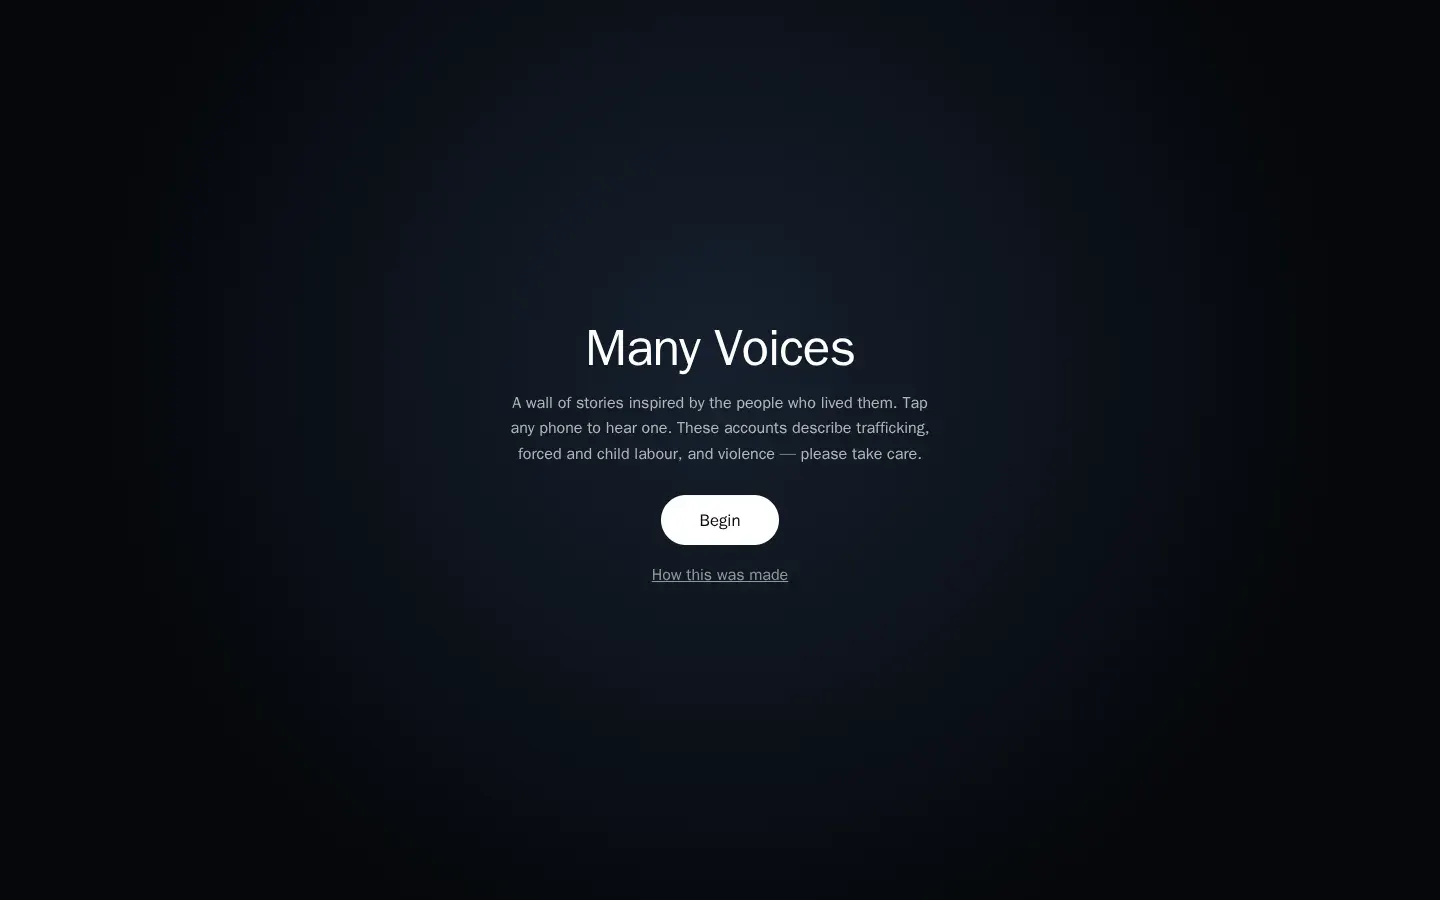 Many Voices
A wall of stories inspired by the people who lived them. Tap
any phone to hear one. These accounts describe trafficking,
forced and child labour, and violence — please take care.
Begin
How this was made